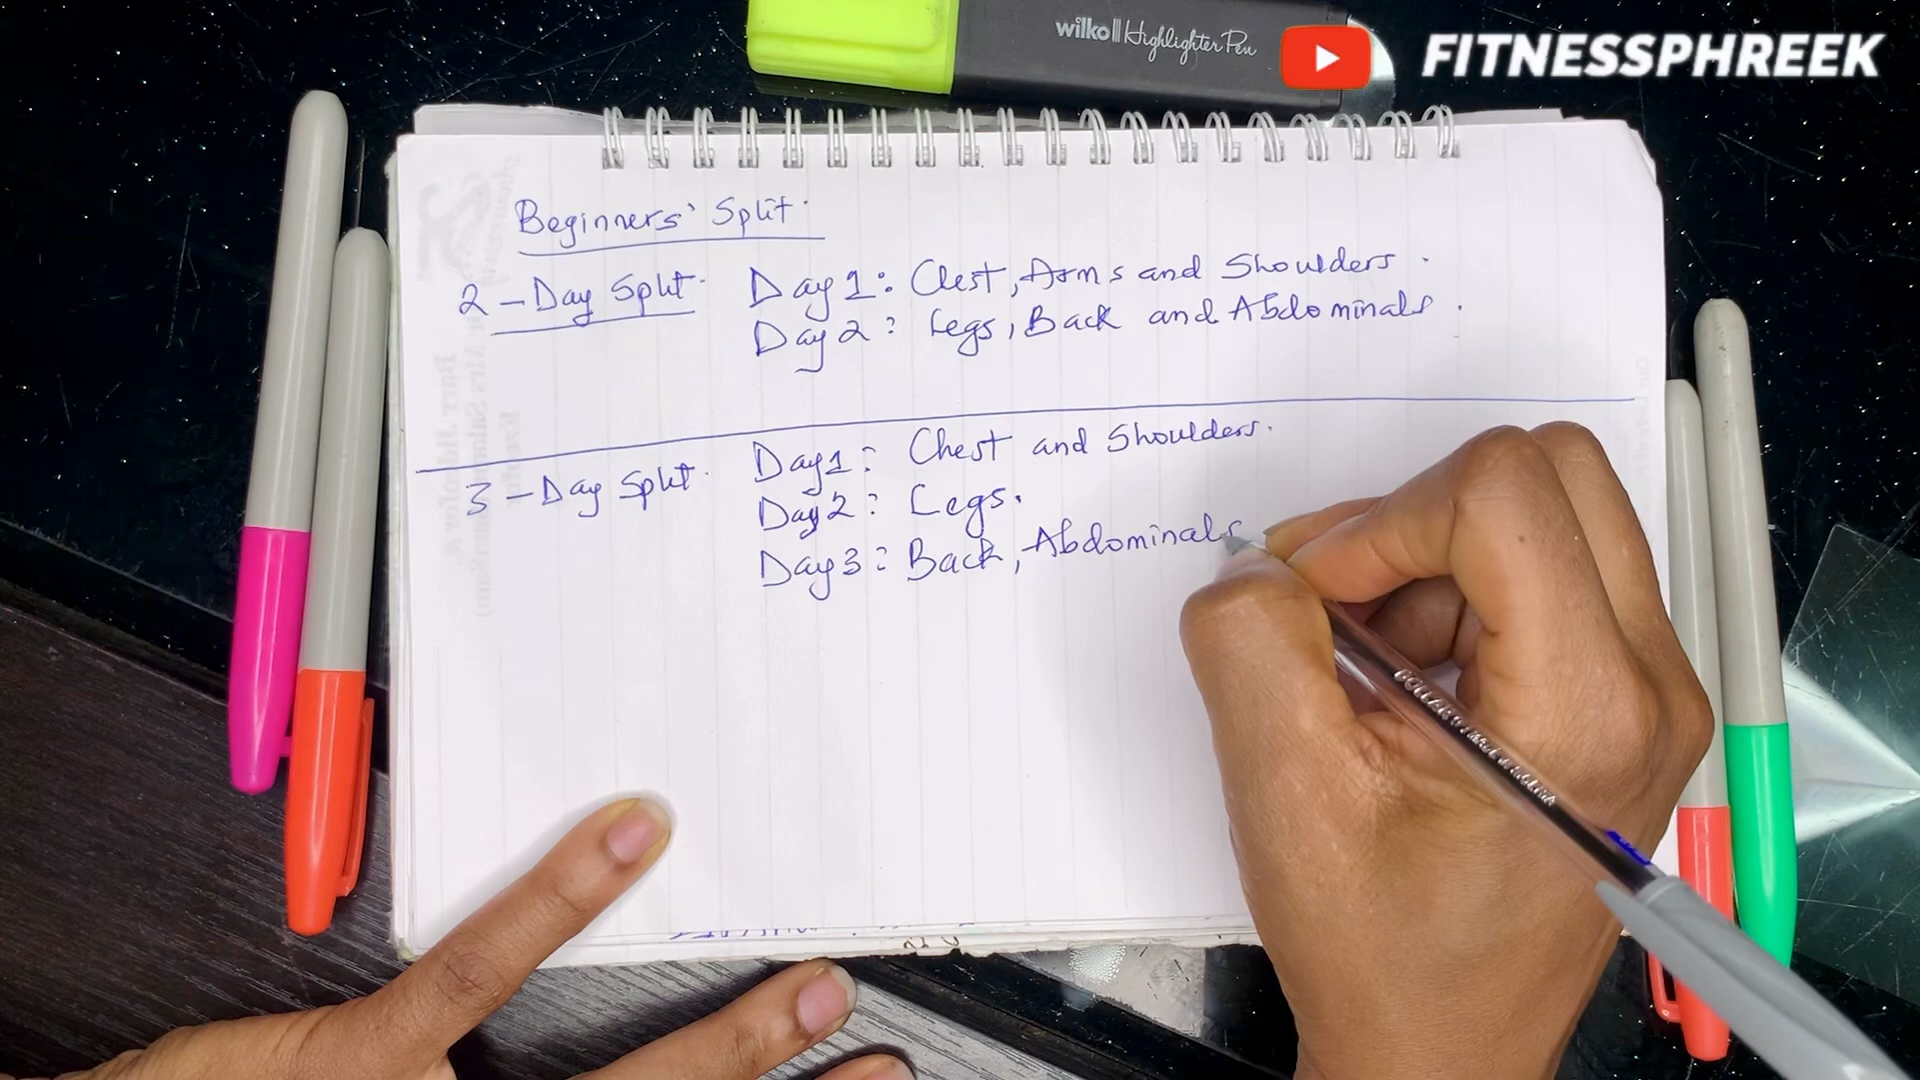 wilko Highlighter Pen
FITNESSPHREEK
Beginners' Split.
2-Day Split. Day 1: Chest, Arms and Shoulders.
Day 2: Legs, Back and Abdominals.
3-Day Split. Day 1: Chest and Shoulders.
Day 2: Legs.
Day 3: Back, Abdominals